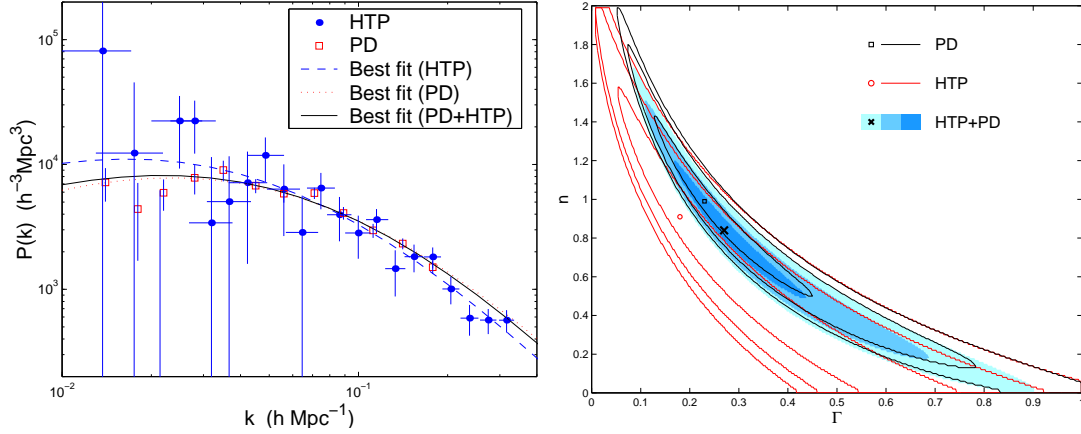 10^5
10^4
10^3
P(k) (h^-3 Mpc^3)
HTP
PD
Best fit (HTP)
Best fit (PD)
Best fit (PD+HTP)
10^-2
10^-1
k (h Mpc^-1)
2
1.8
1.6
1.4
1.2
1
0.8
0.6
0.4
0.2
0
n
PD
HTP
HTP+PD
0 0.1 0.2 0.3 0.4 0.5 0.6 0.7 0.8 0.9 1
Γ